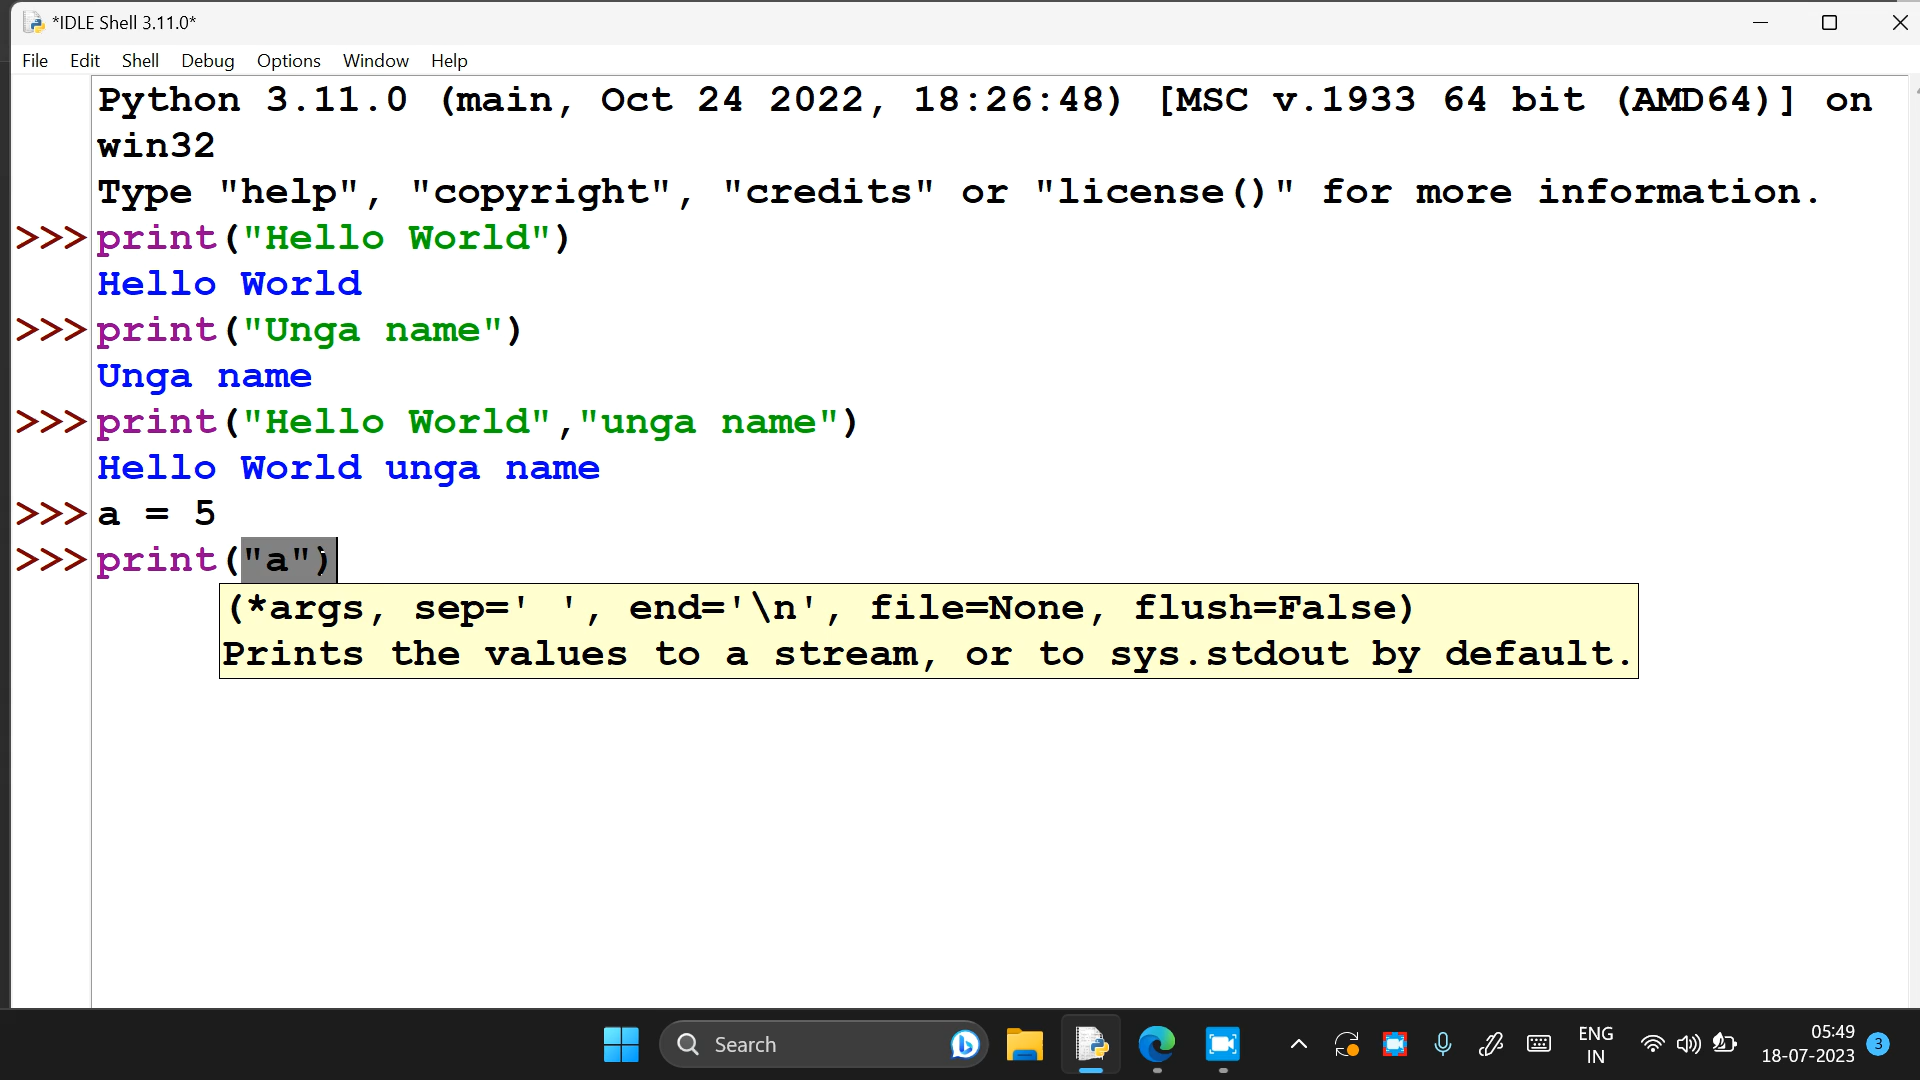 *IDLE Shell 3.11.0*
File Edit Shell Debug Options Window Help
Python 3.11.0 (main, Oct 24 2022, 18:26:48) [MSC v.1933 64 bit (AMD64)] on
win32
Type "help", "copyright", "credits" or "license()" for more information.
>>> print("Hello World")
Hello World
>>> print("Unga name")
Unga name
>>> print("Hello World","unga name")
Hello World unga name
>>> a = 5
>>> print("a")
(*args, sep=' ', end='\n', file=None, flush=False)
Prints the values to a stream, or to sys.stdout by default.
Search
ENG
IN
05:49
18-07-2023
3